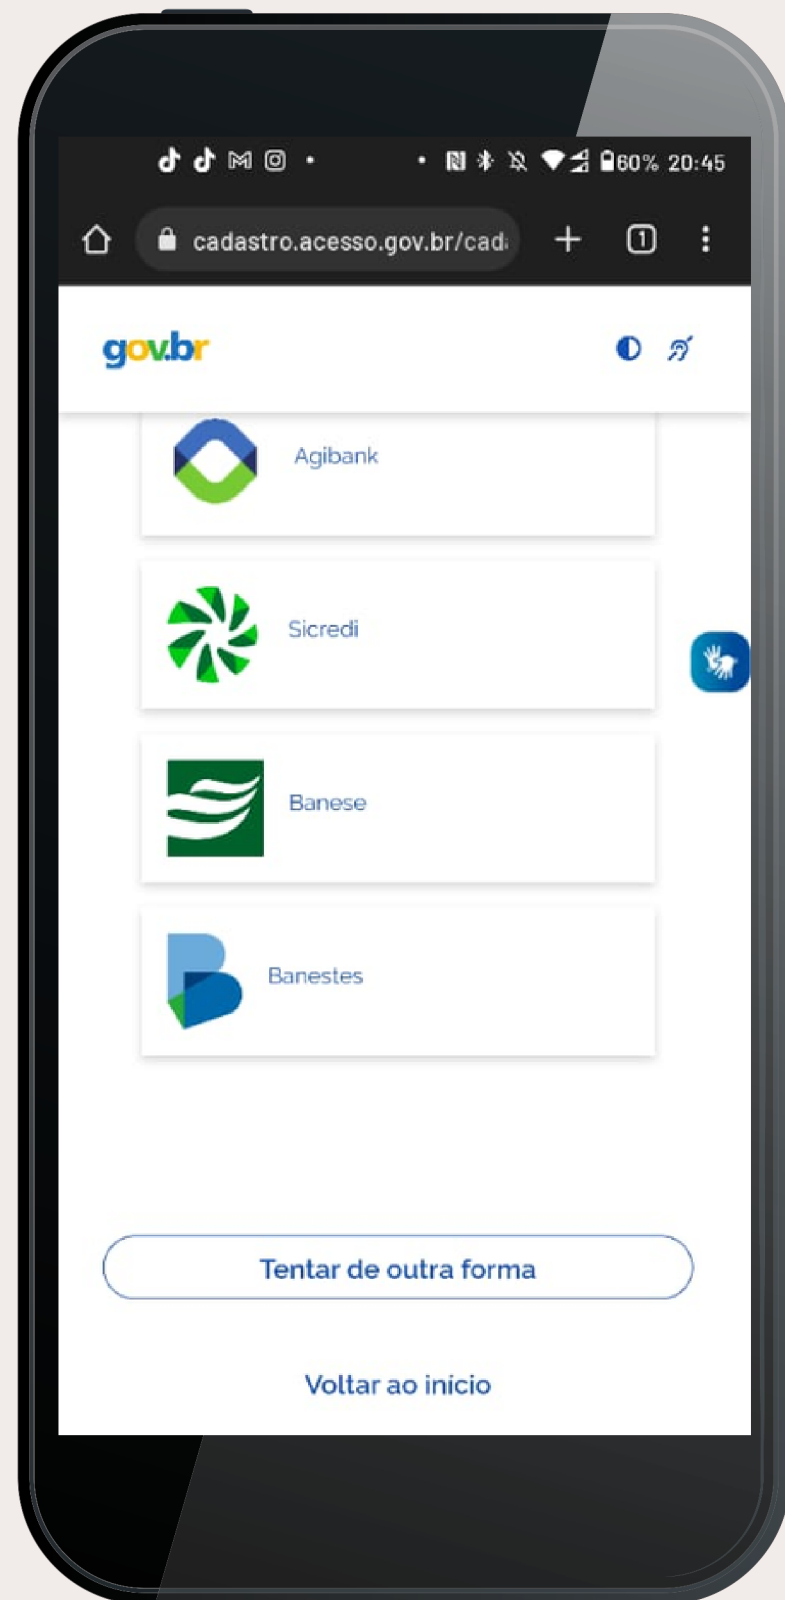 60% 20:45
cadastro.acesso.gov.br/cad
1
gov.br
Agibank
Sicredi
Banese
Banestes
Tentar de outra forma
Voltar ao início